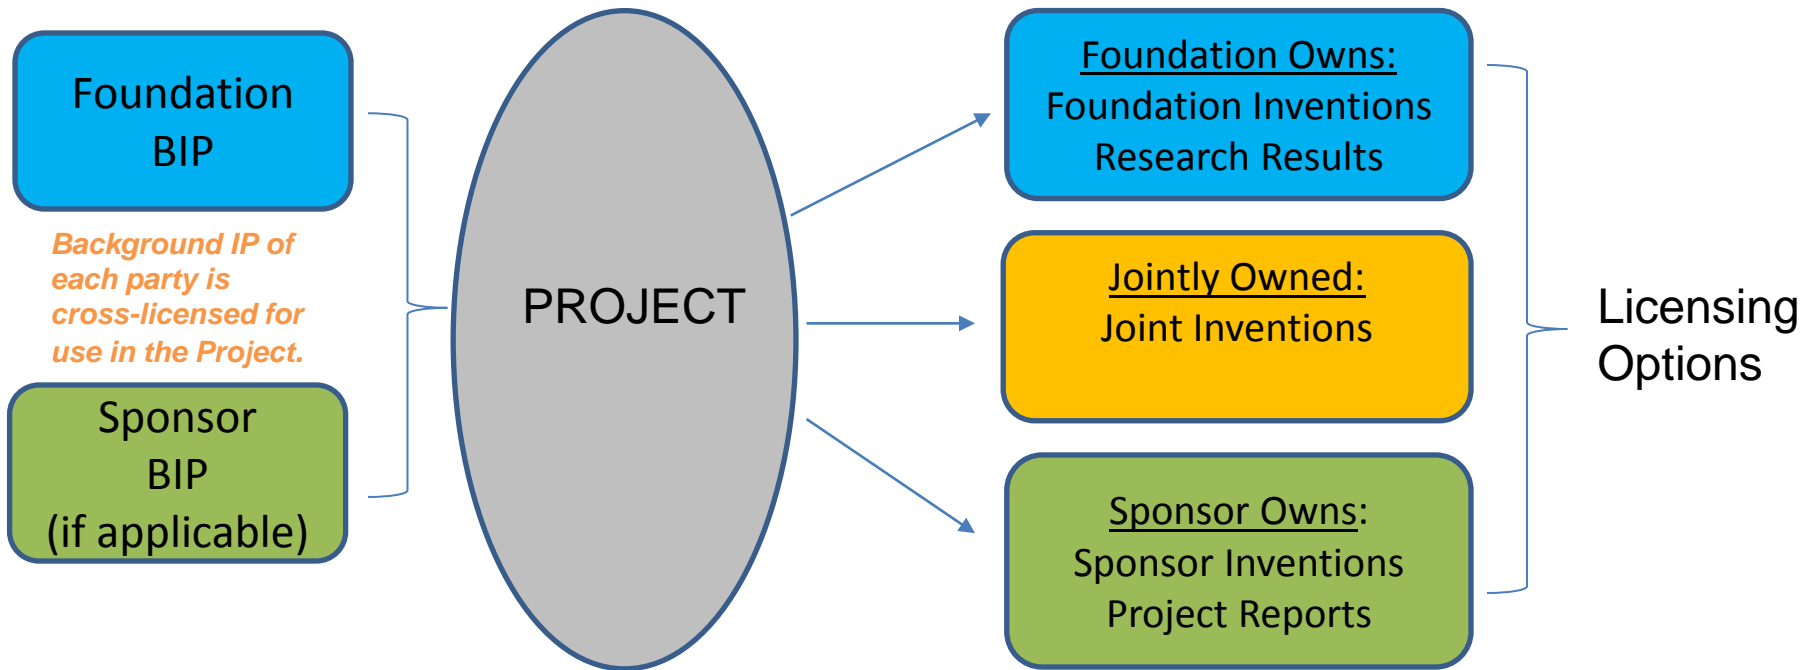 Foundation
BIP
Background IP of
each party is
cross-licensed for
use in the Project.
Sponsor
BIP
(if applicable)
PROJECT
Foundation Owns:
Foundation Inventions
Research Results
Jointly Owned:
Joint Inventions
Sponsor Owns:
Sponsor Inventions
Project Reports
Licensing
Options